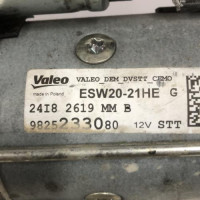 Valeo VALEO_DEM_DVSTT_CEMO
made in Poland ESW20-21HE G
24I8 2619 MM B
9825233080 12V STT